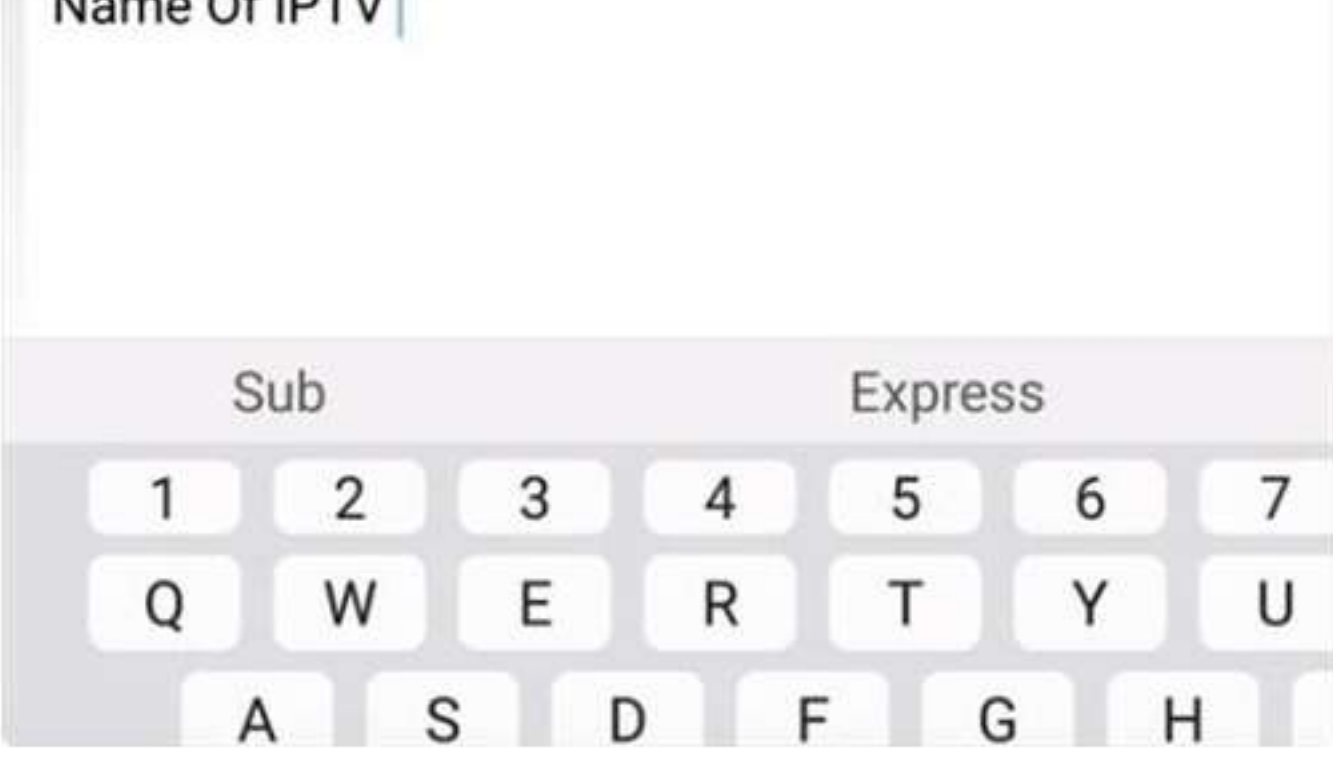 Name Of IPTV
Sub Express
1 2 3 4 5 6 7
Q W E R T Y U
A S D F G H